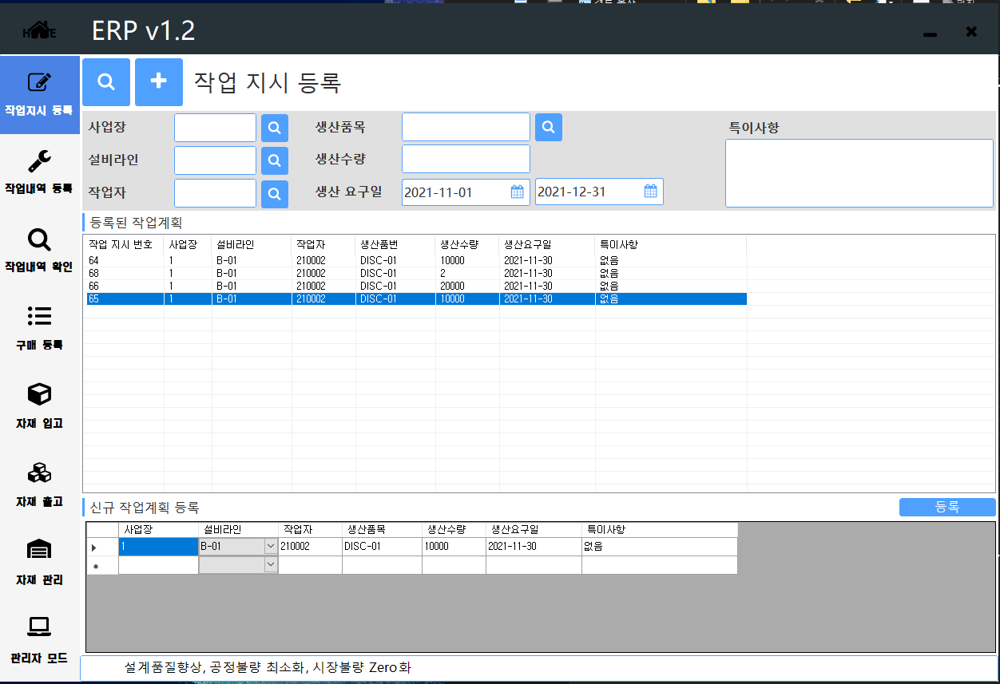 HOME
ERP v1.2
작업지시 등록
작업내역 등록
작업내역 확인
구매 등록
자재 입고
자재 출고
자재 관리
관리자 모드
작업 지시 등록
사업장 생산품목 특이사항
설비라인 생산수량
작업자 생산 요구일 2021-11-01 2021-12-31
등록된 작업계획
작업 지시 번호 사업장 설비라인 작업자 생산품번 생산수량 생산요구일 특이사항
64 1 B-01 210002 DISC-01 10000 2021-11-30 없음
68 1 B-01 210002 DISC-01 2 2021-11-30 없음
66 1 B-01 210002 DISC-01 20000 2021-11-30 없음
65 1 B-01 210002 DISC-01 10000 2021-11-30 없음
신규 작업계획 등록 등록
사업장 설비라인 작업자 생산품목 생산수량 생산요구일 특이사항
1 B-01 210002 DISC-01 10000 2021-11-30 없음
설계품질향상, 공정불량 최소화, 시장불량 Zero화